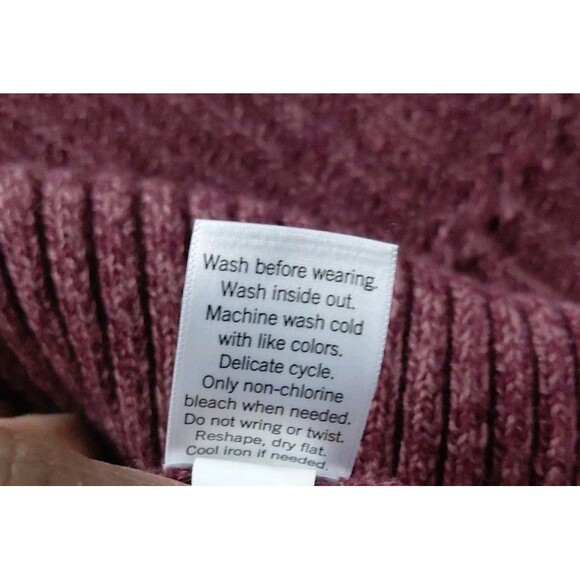 Wash before wearing.
Wash inside out.
Machine wash cold
with like colors.
Delicate cycle.
Only non-chlorine
bleach when needed.
Do not wring or twist.
Reshape, dry flat.
Cool iron if needed.